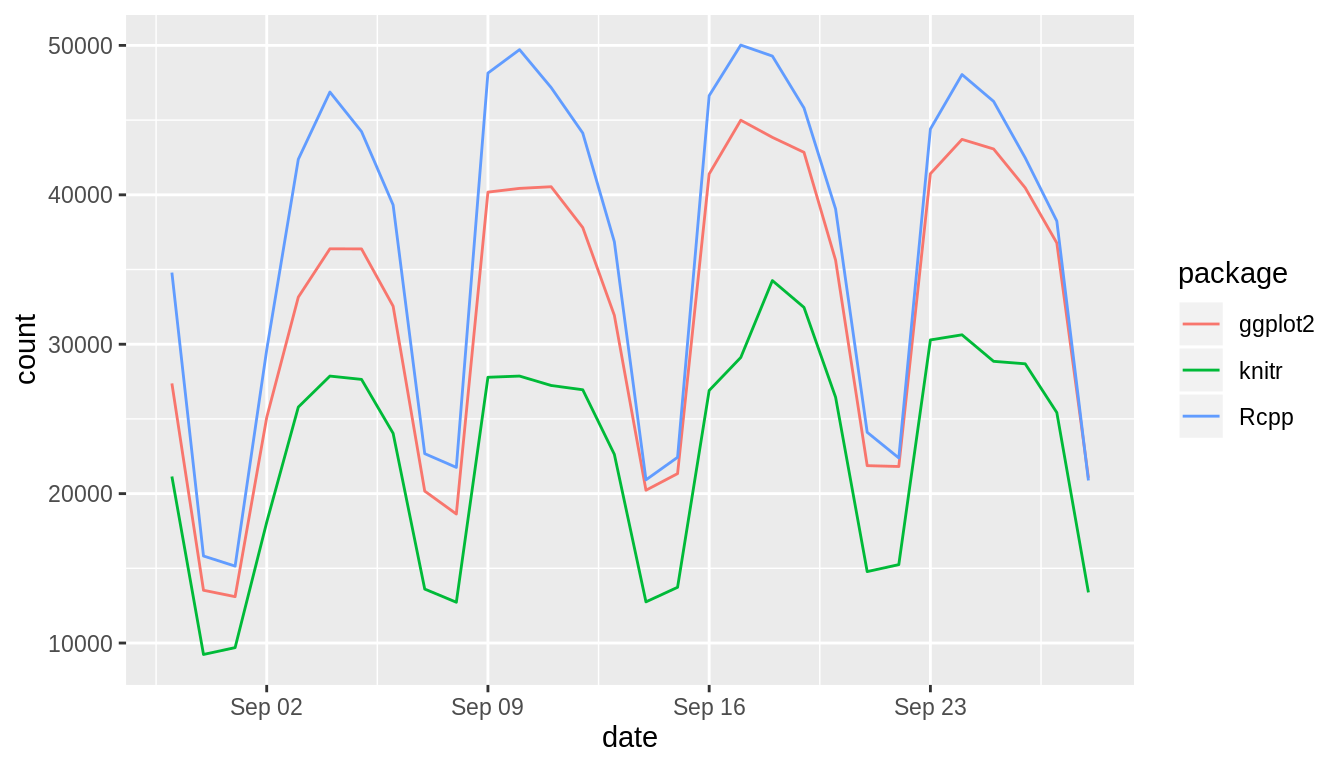 50000
40000
30000
20000
10000
count
Sep 02
Sep 09
Sep 16
Sep 23
date
package
ggplot2
knitr
Rcpp